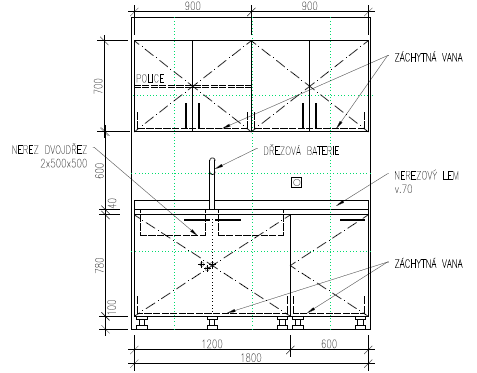 900
900
ZÁCHYTNÁ VANA
POLICE
700
NEREZ DVOJDŘEZ
2x500x500
DŘEZOVÁ BATERIE
600
NEREZOVÝ LEM
v.70
40
780
ZÁCHYTNÁ VANA
100
1200
600
1800